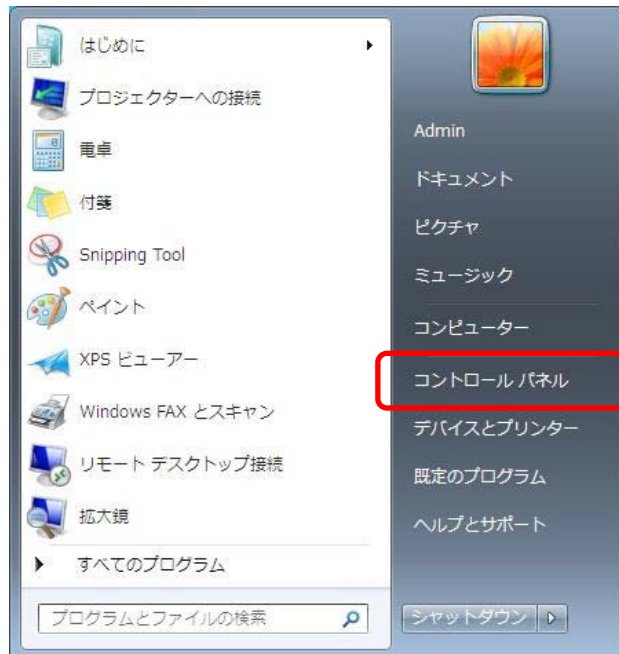 はじめに
プロジェクターへの接続
電卓
付箋
Snipping Tool
ペイント
XPS ビューアー
Windows FAX とスキャン
リモート デスクトップ接続
拡大鏡
すべてのプログラム
プログラムとファイルの検索
Admin
ドキュメント
ピクチャ
ミュージック
コンピューター
コントロール パネル
デバイスとプリンター
既定のプログラム
ヘルプとサポート
シャットダウン